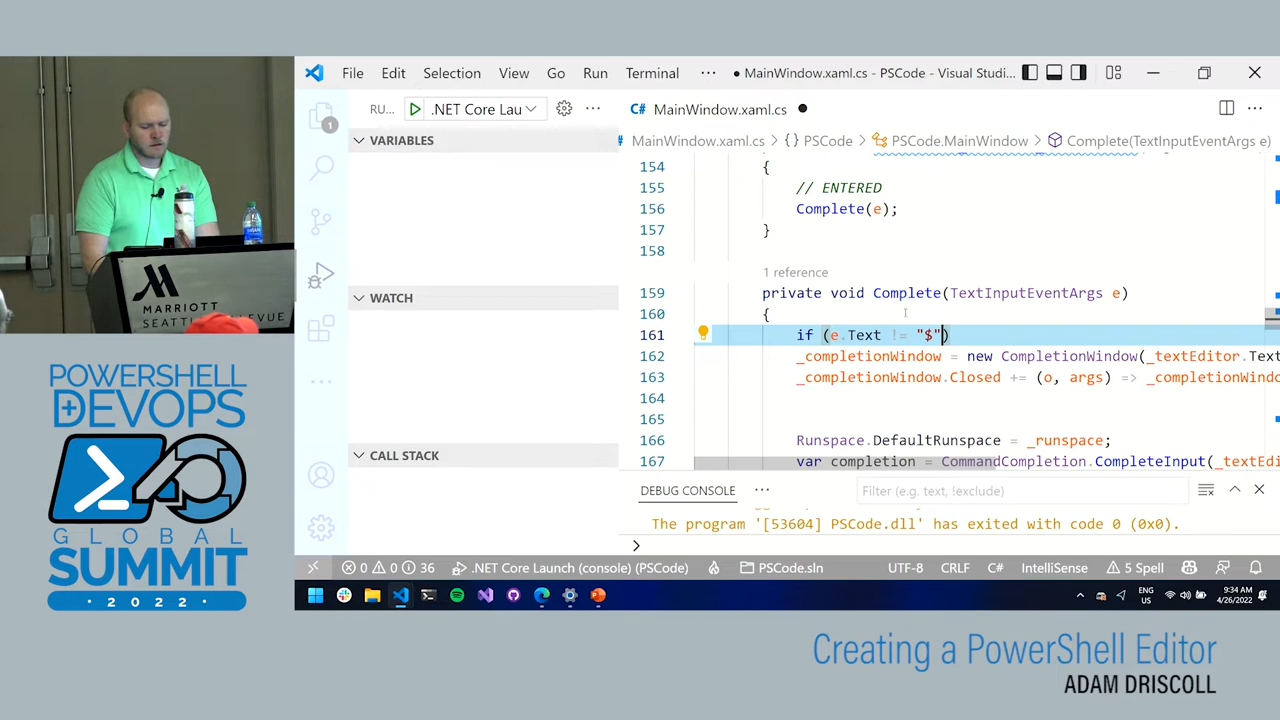 File Edit Selection View Go Run Terminal ··· ● MainWindow.xaml.cs - PSCode - Visual Studi...
RU... .NET Core Lau ···
C# MainWindow.xaml.cs ●
MainWindow.xaml.cs > {} PSCode > PSCode.MainWindow > Complete(TextInputEventArgs e)
VARIABLES
WATCH
CALL STACK
1
154 {
155 // ENTERED
156 Complete(e);
157 }
158
1 reference
159 private void Complete(TextInputEventArgs e)
160 {
161 if (e.Text != "$")
162 _completionWindow = new CompletionWindow(_textEditor.Text
163 _completionWindow.Closed += (o, args) => _completionWindo
164
165
166 Runspace.DefaultRunspace = _runspace;
167 var completion = CommandCompletion.CompleteInput(_textEdi
DEBUG CONSOLE ··· Filter (e.g. text, !exclude)
The program '[53604] PSCode.dll' has exited with code 0 (0x0).
>
0 0 36 .NET Core Launch (console) (PSCode) PSCode.sln UTF-8 CRLF C# IntelliSense 5 Spell
ENG US 9:34 AM 4/26/2022
MARRIOTT
POWERSHELL
+DEVOPS
GLOBAL
SUMMIT
· 2022 ·
Creating a PowerShell Editor
ADAM DRISCOLL